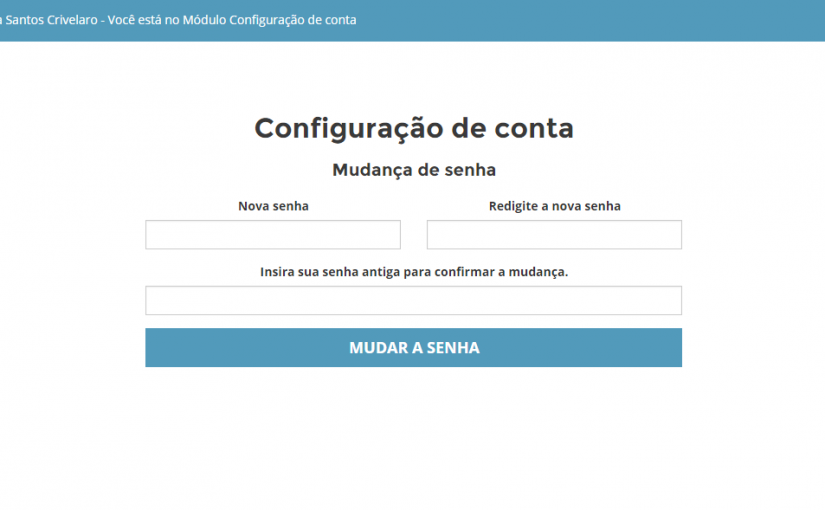 Santos Crivelaro - Você está no Módulo Configuração de conta
Configuração de conta
Mudança de senha
Nova senha
Redigite a nova senha
Insira sua senha antiga para confirmar a mudança.
MUDAR A SENHA